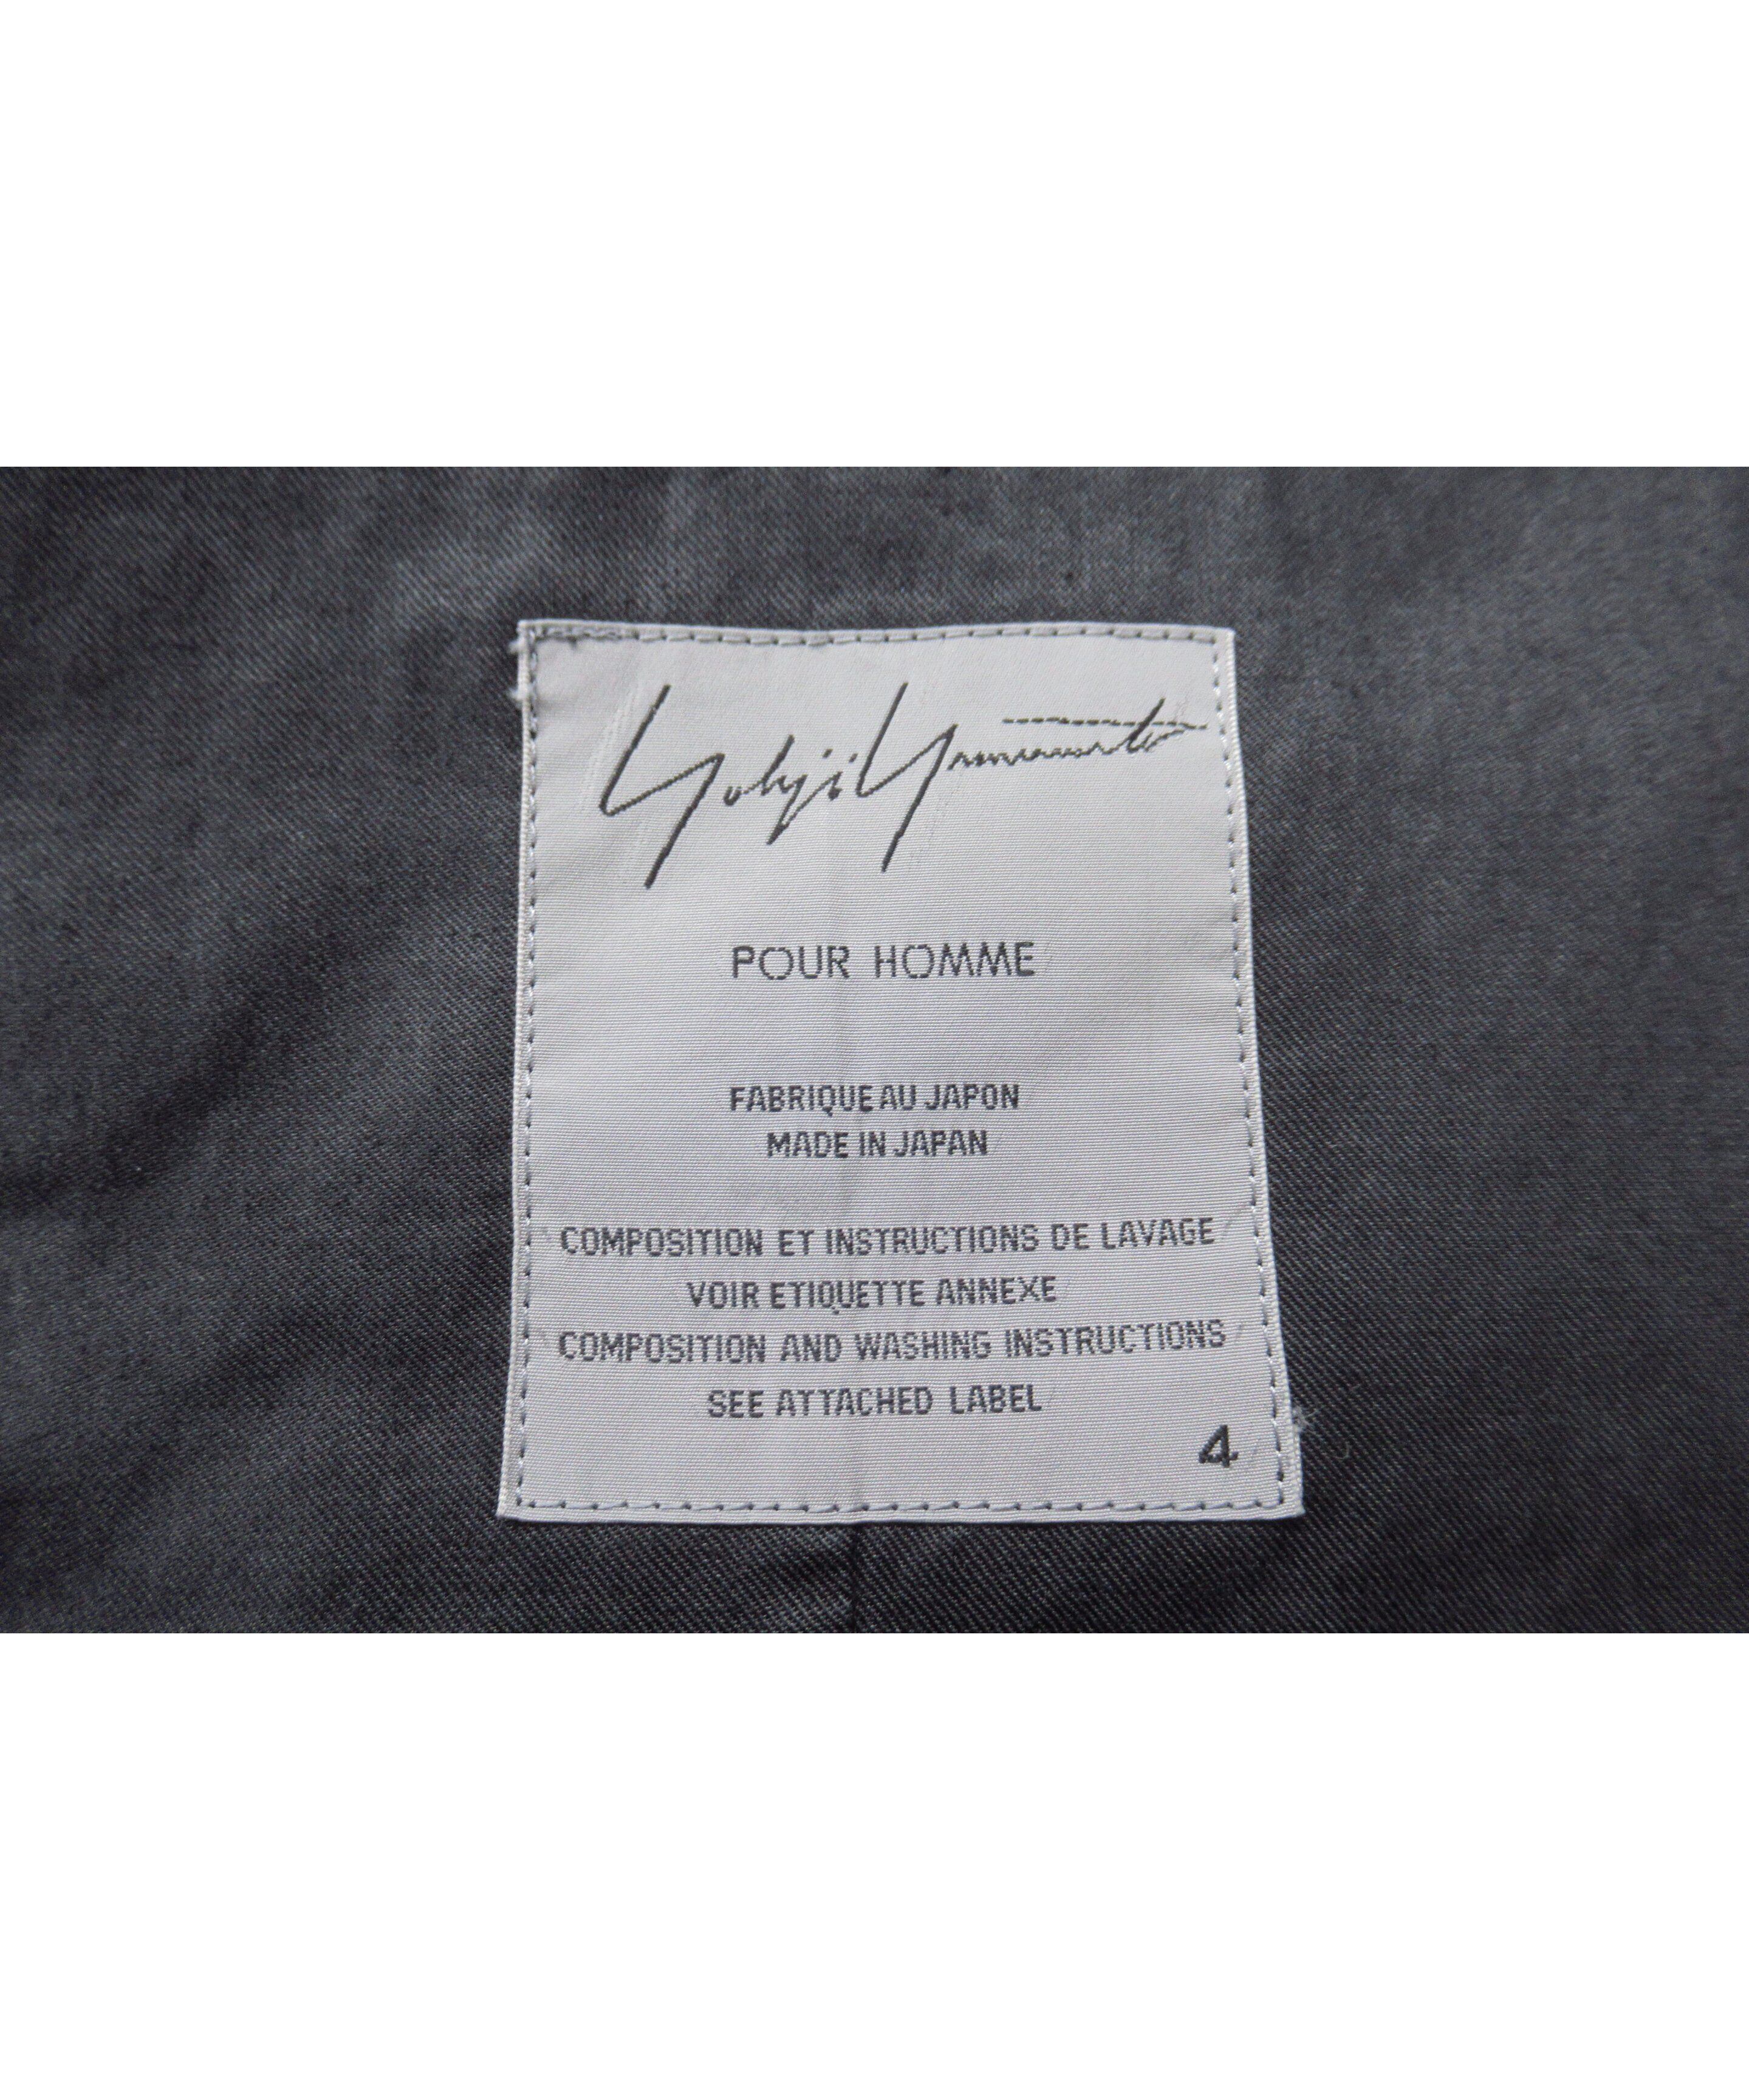 Yohji Yamamoto
POUR HOMME
FABRIQUE AU JAPON
MADE IN JAPAN
COMPOSITION ET INSTRUCTIONS DE LAVAGE
VOIR ETIQUETTE ANNEXE
COMPOSITION AND WASHING INSTRUCTIONS
SEE ATTACHED LABEL
4